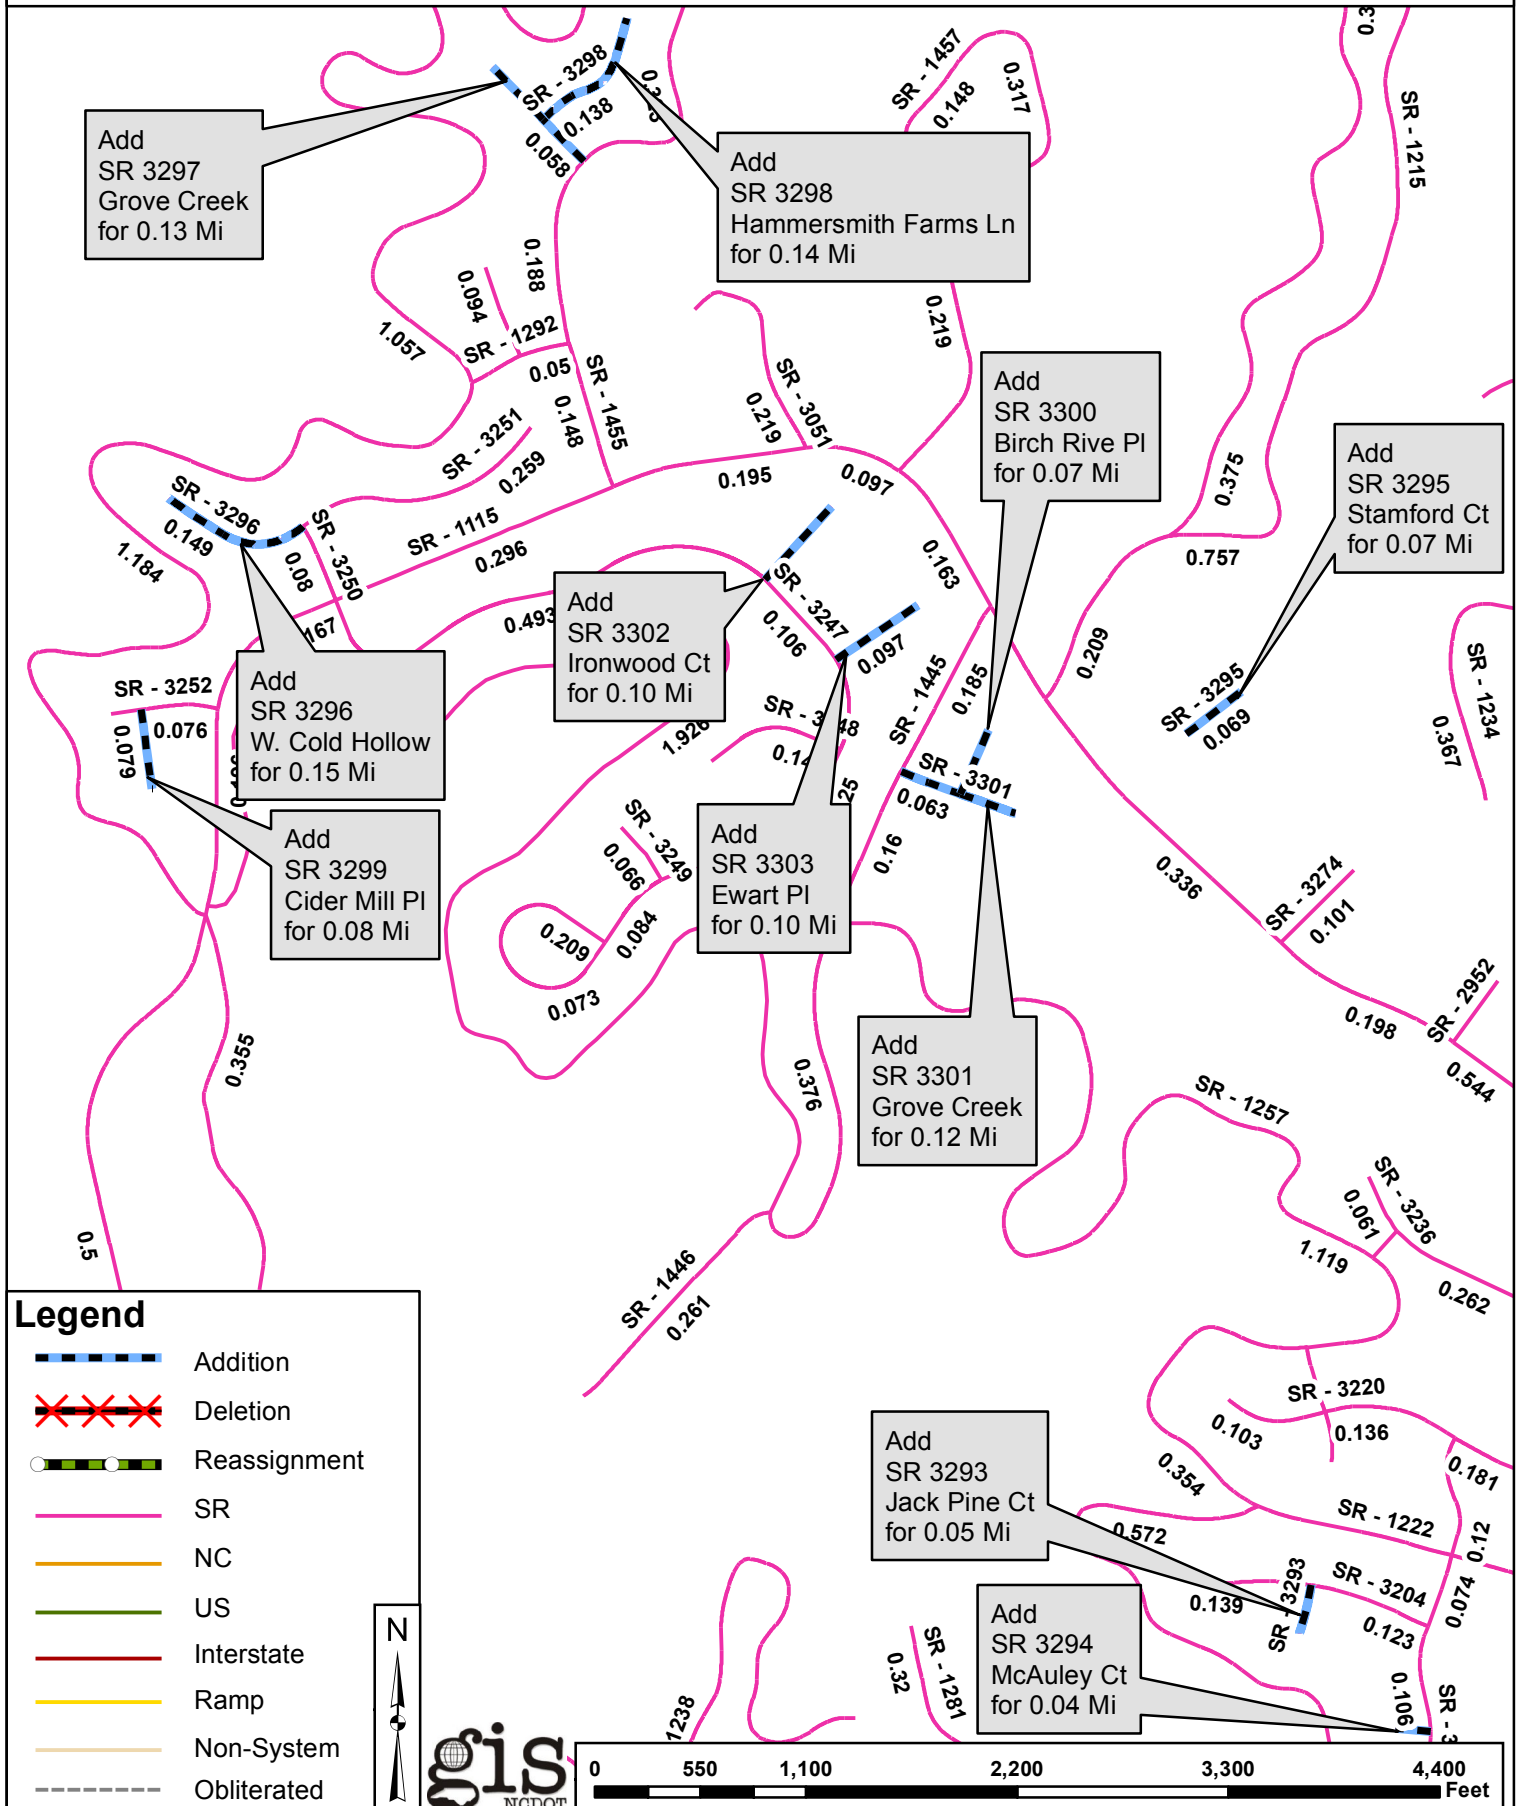 0.3
SR - 3298
0.138
0.058
SR - 1457
0.148
0.317
SR - 1215
Add
SR 3297
Grove Creek
for 0.13 Mi
Add
SR 3298
Hammersmith Farms Ln
for 0.14 Mi
0.188
0.094
SR - 1292
0.05
1.057
SR - 1455
0.148
0.219
SR - 3051
0.219
Add
SR 3300
Birch Rive Pl
for 0.07 Mi
Add
SR 3295
Stamford Ct
for 0.07 Mi
SR - 3251
0.259
0.195
0.097
0.375
0.757
SR - 3296
0.149
1.184
0.08
SR - 3250
SR - 1115
0.296
0.163
0.493
167
Add
SR 3302
Ironwood Ct
for 0.10 Mi
SR - 3247
0.106
0.097
0.209
SR - 1445
0.185
SR - 3295
0.069
SR - 1234
0.367
SR - 3252
0.076
0.079
Add
SR 3296
W. Cold Hollow
for 0.15 Mi
1.926
0.14
25
SR - 3301
0.063
0.16
Add
SR 3299
Cider Mill Pl
for 0.08 Mi
SR - 3249
0.066
0.084
0.209
0.073
Add
SR 3303
Ewart Pl
for 0.10 Mi
0.336
SR - 3274
0.101
0.198
SR - 2952
0.544
0.355
0.376
Add
SR 3301
Grove Creek
for 0.12 Mi
SR - 1257
SR - 3236
0.061
1.119
0.262
0.5
SR - 1446
0.261
Legend
Addition
Deletion
Reassignment
SR
NC
US
Interstate
Ramp
Non-System
Obliterated
N
gis
NCDOT
SR - 3220
0.103
0.136
0.181
0.354
Add
SR 3293
Jack Pine Ct
for 0.05 Mi
0.572
SR - 1222
0.12
0.074
SR - 3293
SR - 3204
0.139
0.123
Add
SR 3294
McAuley Ct
for 0.04 Mi
0.106
SR - 3
1238
0.32
SR - 1281
0 550 1,100 2,200 3,300 4,400
Feet